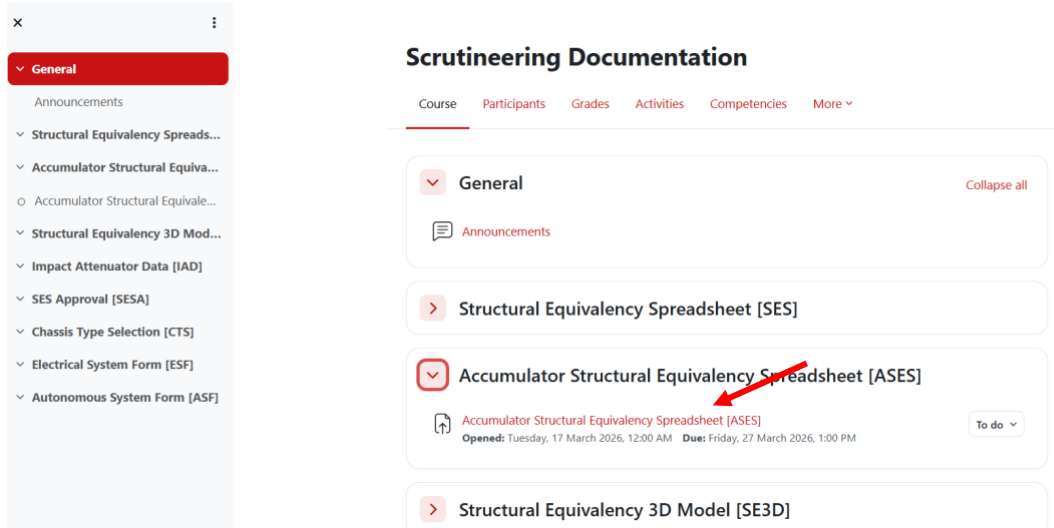 General
Announcements
Structural Equivalency Spreads...
Accumulator Structural Equiva...
Accumulator Structural Equivale...
Structural Equivalency 3D Mod...
Impact Attenuator Data [IAD]
SES Approval [SESA]
Chassis Type Selection [CTS]
Electrical System Form [ESF]
Autonomous System Form [ASF]
Scrutineering Documentation
Course Participants Grades Activities Competencies More
General Collapse all
Announcements
Structural Equivalency Spreadsheet [SES]
Accumulator Structural Equivalency Spreadsheet [ASES]
Accumulator Structural Equivalency Spreadsheet [ASES]
Opened: Tuesday, 17 March 2026, 12:00 AM Due: Friday, 27 March 2026, 1:00 PM
To do
Structural Equivalency 3D Model [SE3D]